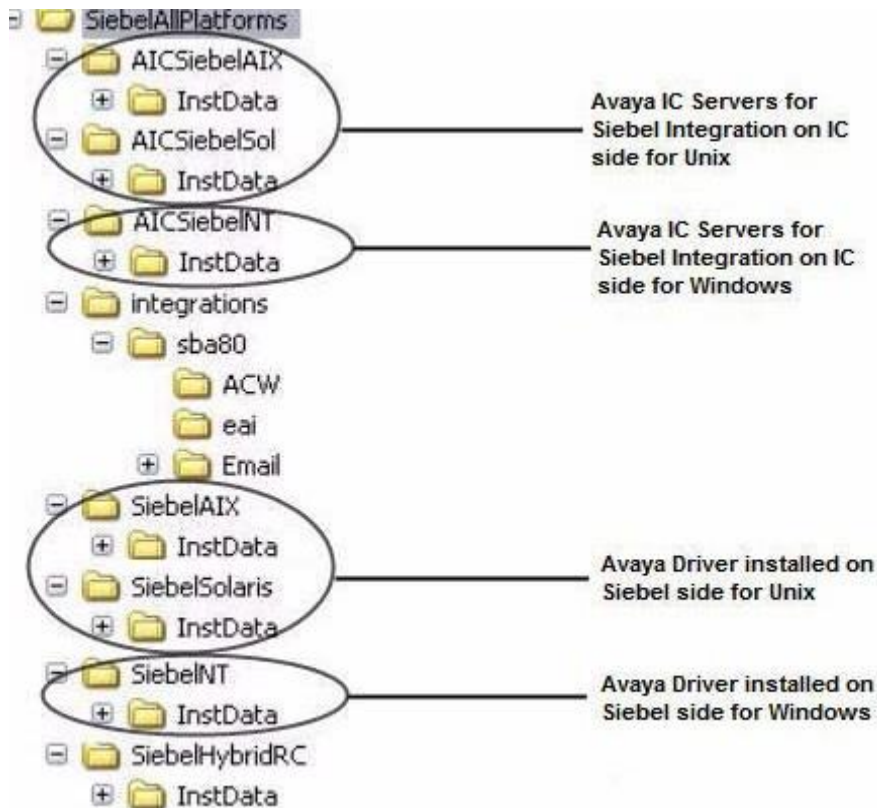 SiebelAllPlatforms
AICSiebelAIX
InstData
Avaya IC Servers for
Siebel Integration on IC
side for Unix
AICSiebelSol
InstData
AICSiebelNT
InstData
Avaya IC Servers for
Siebel Integration on IC
side for Windows
integrations
sba80
ACW
eai
Email
SiebelAIX
InstData
SiebelSolaris
InstData
Avaya Driver installed on
Siebel side for Unix
SiebelNT
InstData
Avaya Driver installed on
Siebel side for Windows
SiebelHybridRC
InstData